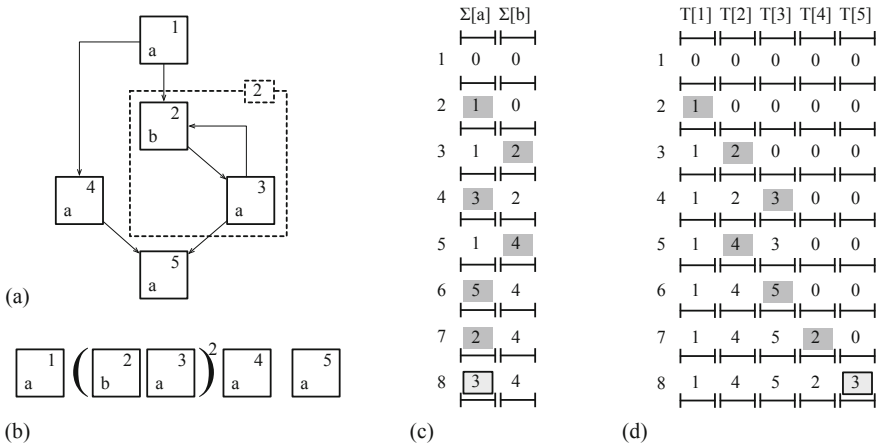 1
a
2
2
b
4
a
3
a
5
a
(a)
1
a
(
2
b
3
a
)
2
4
a
5
a
(b)
Σ[a] Σ[b]
1 0 0
2 1 0
3 1 2
4 3 2
5 1 4
6 5 4
7 2 4
8 3 4
(c)
T[1] T[2] T[3] T[4] T[5]
1 0 0 0 0 0
2 1 0 0 0 0
3 1 2 0 0 0
4 1 2 3 0 0
5 1 4 3 0 0
6 1 4 5 0 0
7 1 4 5 2 0
8 1 4 5 2 3
(d)